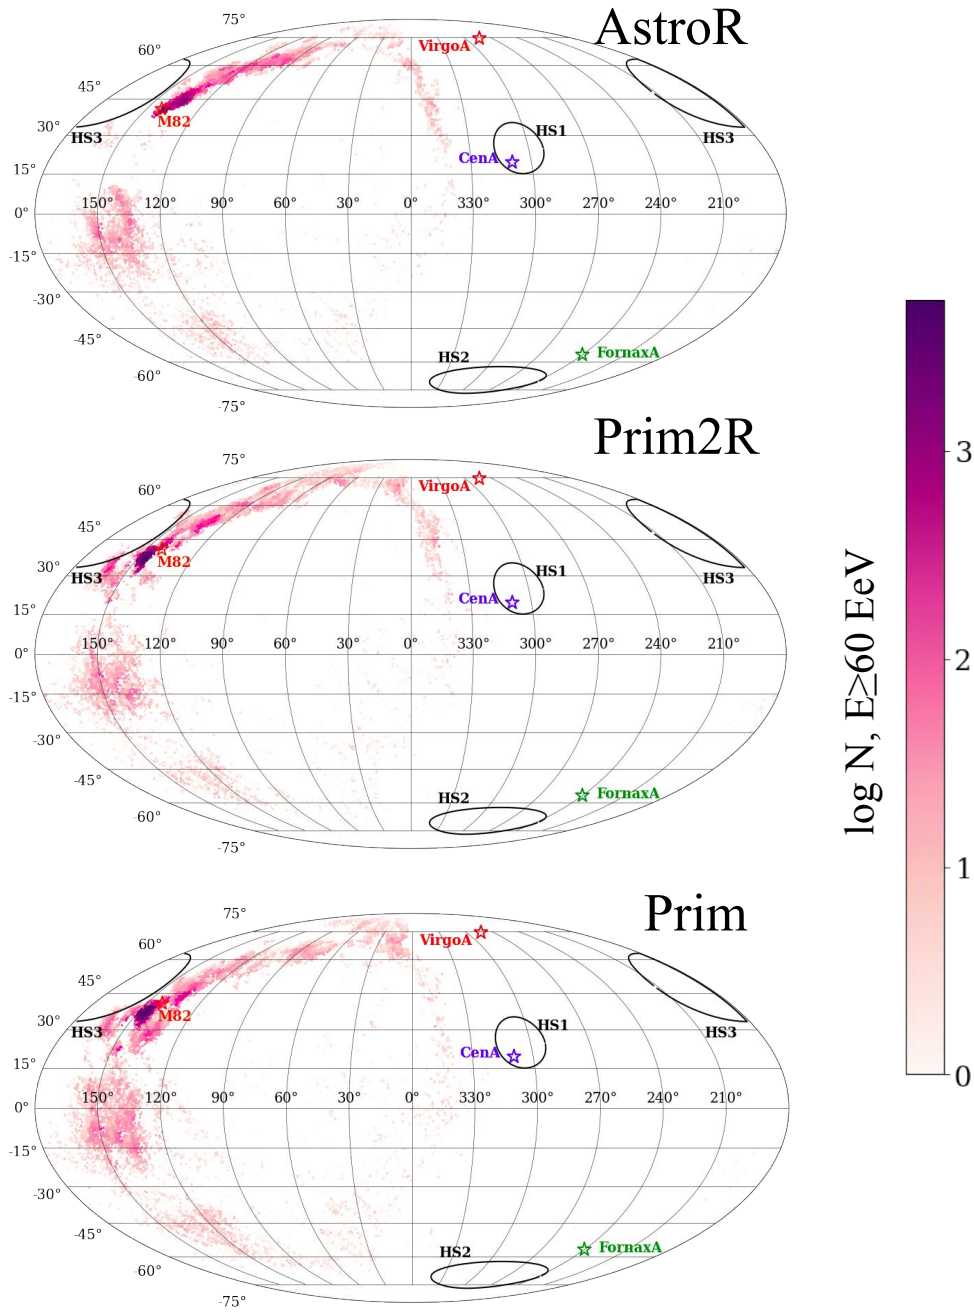 AstroR
75°
60°
VirgoA
45°
M82
30°
HS3
HS1
HS3
CenA
15°
0°
150° 120° 90° 60° 30° 0° 330° 300° 270° 240° 210°
-15°
-30°
-45°
HS2
FornaxA
-60°
-75°
Prim2R
75°
60°
VirgoA
45°
M82
30°
HS3
HS1
HS3
CenA
15°
0°
150° 120° 90° 60° 30° 0° 330° 300° 270° 240° 210°
-15°
-30°
-45°
HS2
FornaxA
-60°
-75°
Prim
75°
60°
VirgoA
45°
M82
30°
HS3
HS1
HS3
CenA
15°
0°
150° 120° 90° 60° 30° 0° 330° 300° 270° 240° 210°
-15°
-30°
-45°
HS2
FornaxA
-60°
-75°
log N, E≥60 EeV
3
2
1
0